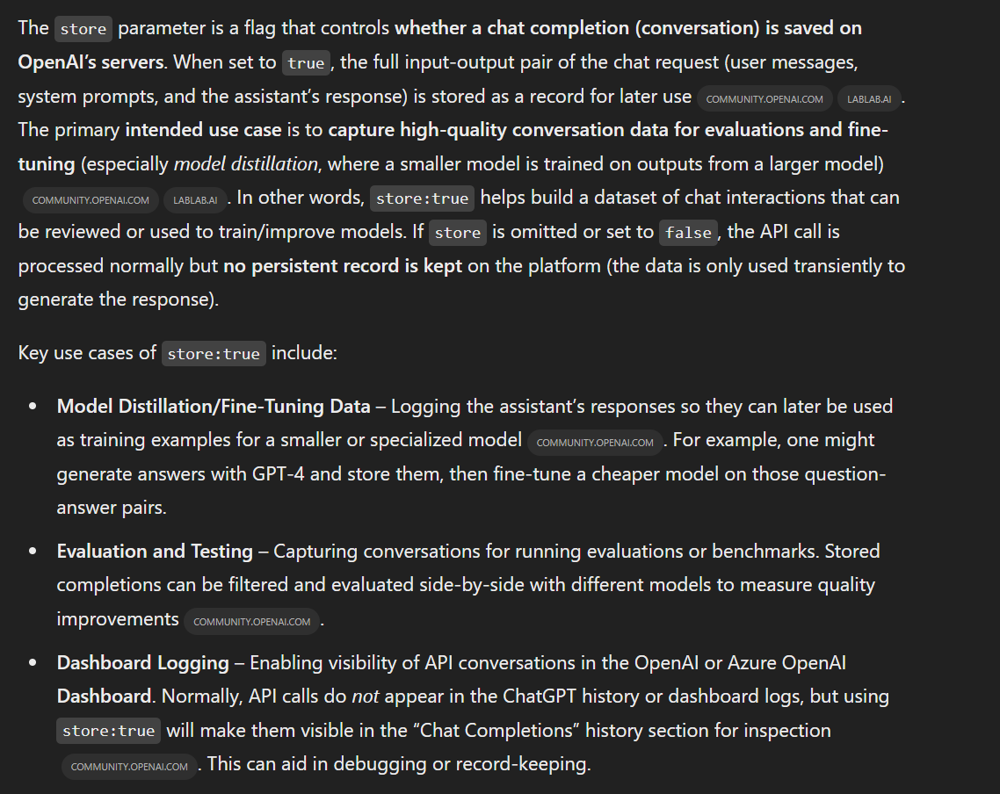 The store parameter is a flag that controls whether a chat completion (conversation) is saved on
OpenAI’s servers. When set to true, the full input-output pair of the chat request (user messages,
system prompts, and the assistant’s response) is stored as a record for later use COMMUNITY.OPENAI.COM LABLAB.AI .
The primary intended use case is to capture high-quality conversation data for evaluations and fine-
tuning (especially model distillation, where a smaller model is trained on outputs from a larger model)
COMMUNITY.OPENAI.COM LABLAB.AI . In other words, store:true helps build a dataset of chat interactions that can
be reviewed or used to train/improve models. If store is omitted or set to false, the API call is
processed normally but no persistent record is kept on the platform (the data is only used transiently to
generate the response).
Key use cases of store:true include:
• Model Distillation/Fine-Tuning Data – Logging the assistant’s responses so they can later be used
as training examples for a smaller or specialized model COMMUNITY.OPENAI.COM . For example, one might
generate answers with GPT-4 and store them, then fine-tune a cheaper model on those question-
answer pairs.
• Evaluation and Testing – Capturing conversations for running evaluations or benchmarks. Stored
completions can be filtered and evaluated side-by-side with different models to measure quality
improvements COMMUNITY.OPENAI.COM .
• Dashboard Logging – Enabling visibility of API conversations in the OpenAI or Azure OpenAI
Dashboard. Normally, API calls do not appear in the ChatGPT history or dashboard logs, but using
store:true will make them visible in the “Chat Completions” history section for inspection
COMMUNITY.OPENAI.COM . This can aid in debugging or record-keeping.